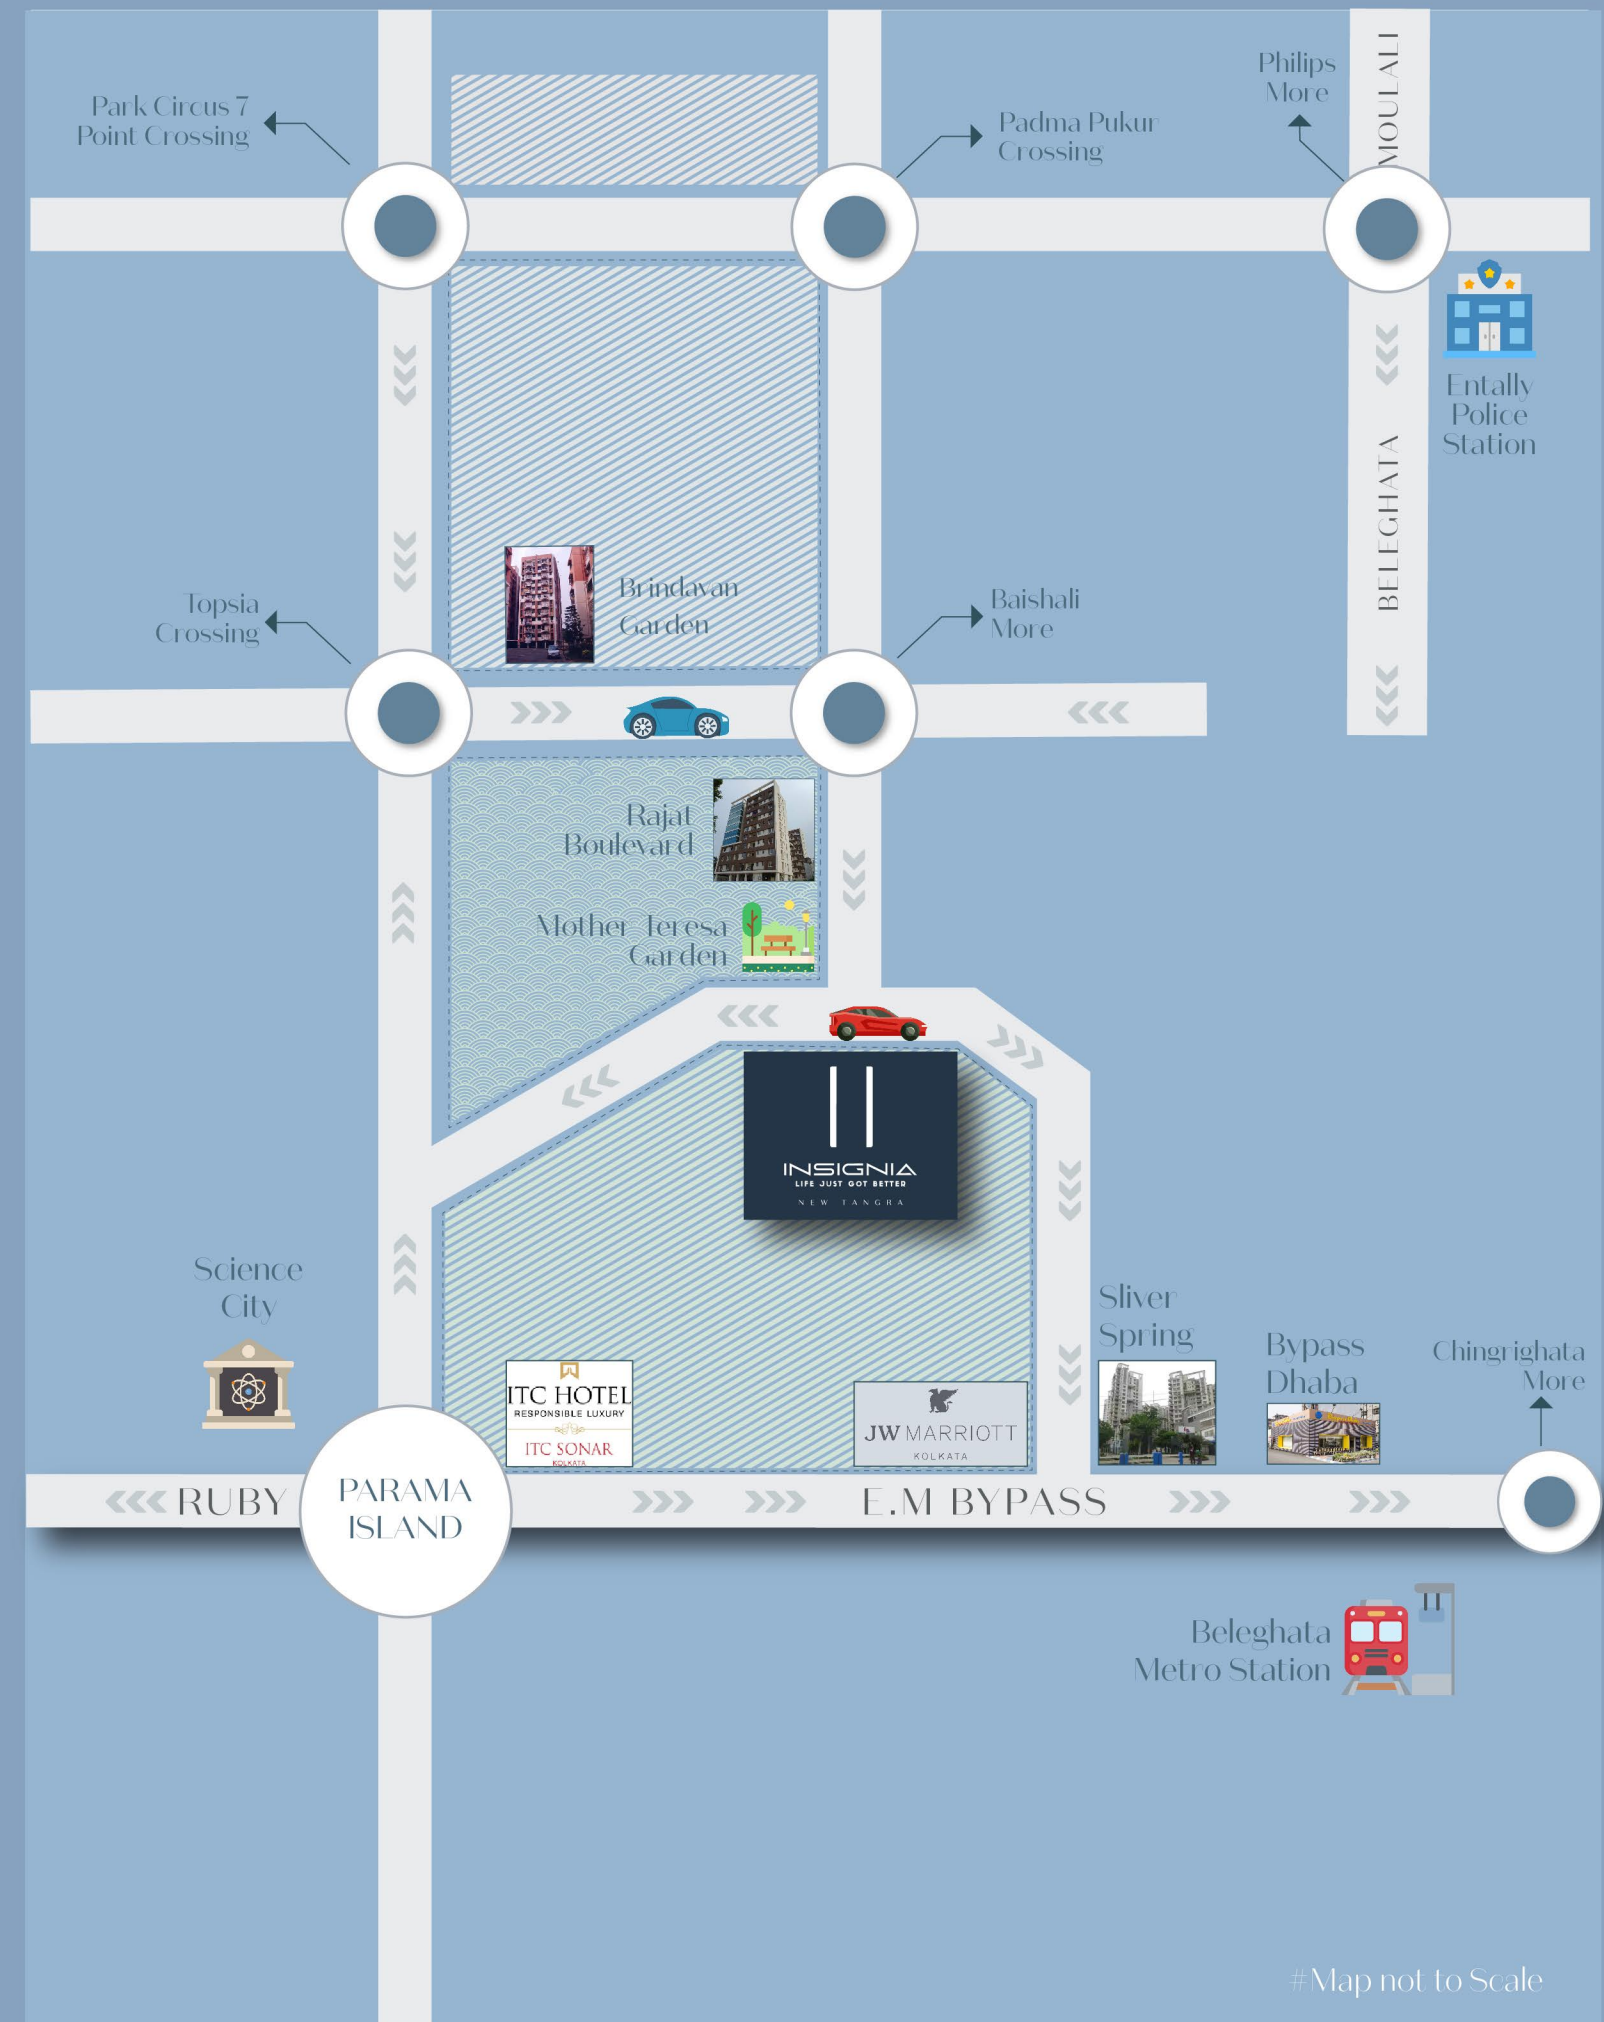 Philips
More
MOULALI
Park Circus 7
Point Crossing
Padma Pukur
Crossing
Entally
Police
Station
BELEGHATA
Brindavan
Garden
Topsia
Crossing
Baishali
More
Rajat
Boulevard
Mother Teresa
Garden
INSIGNIA
LIFE JUST GOT BETTER
NEW TANGRA
Science
City
Sliver
Spring
Bypass
Dhaba
Chingrighata
More
ITC HOTEL
RESPONSIBLE LUXURY
ITC SONAR
KOLKATA
JW MARRIOTT
KOLKATA
RUBY
PARAMA
ISLAND
E.M BYPASS
Beleghata
Metro Station
#Map not to Scale